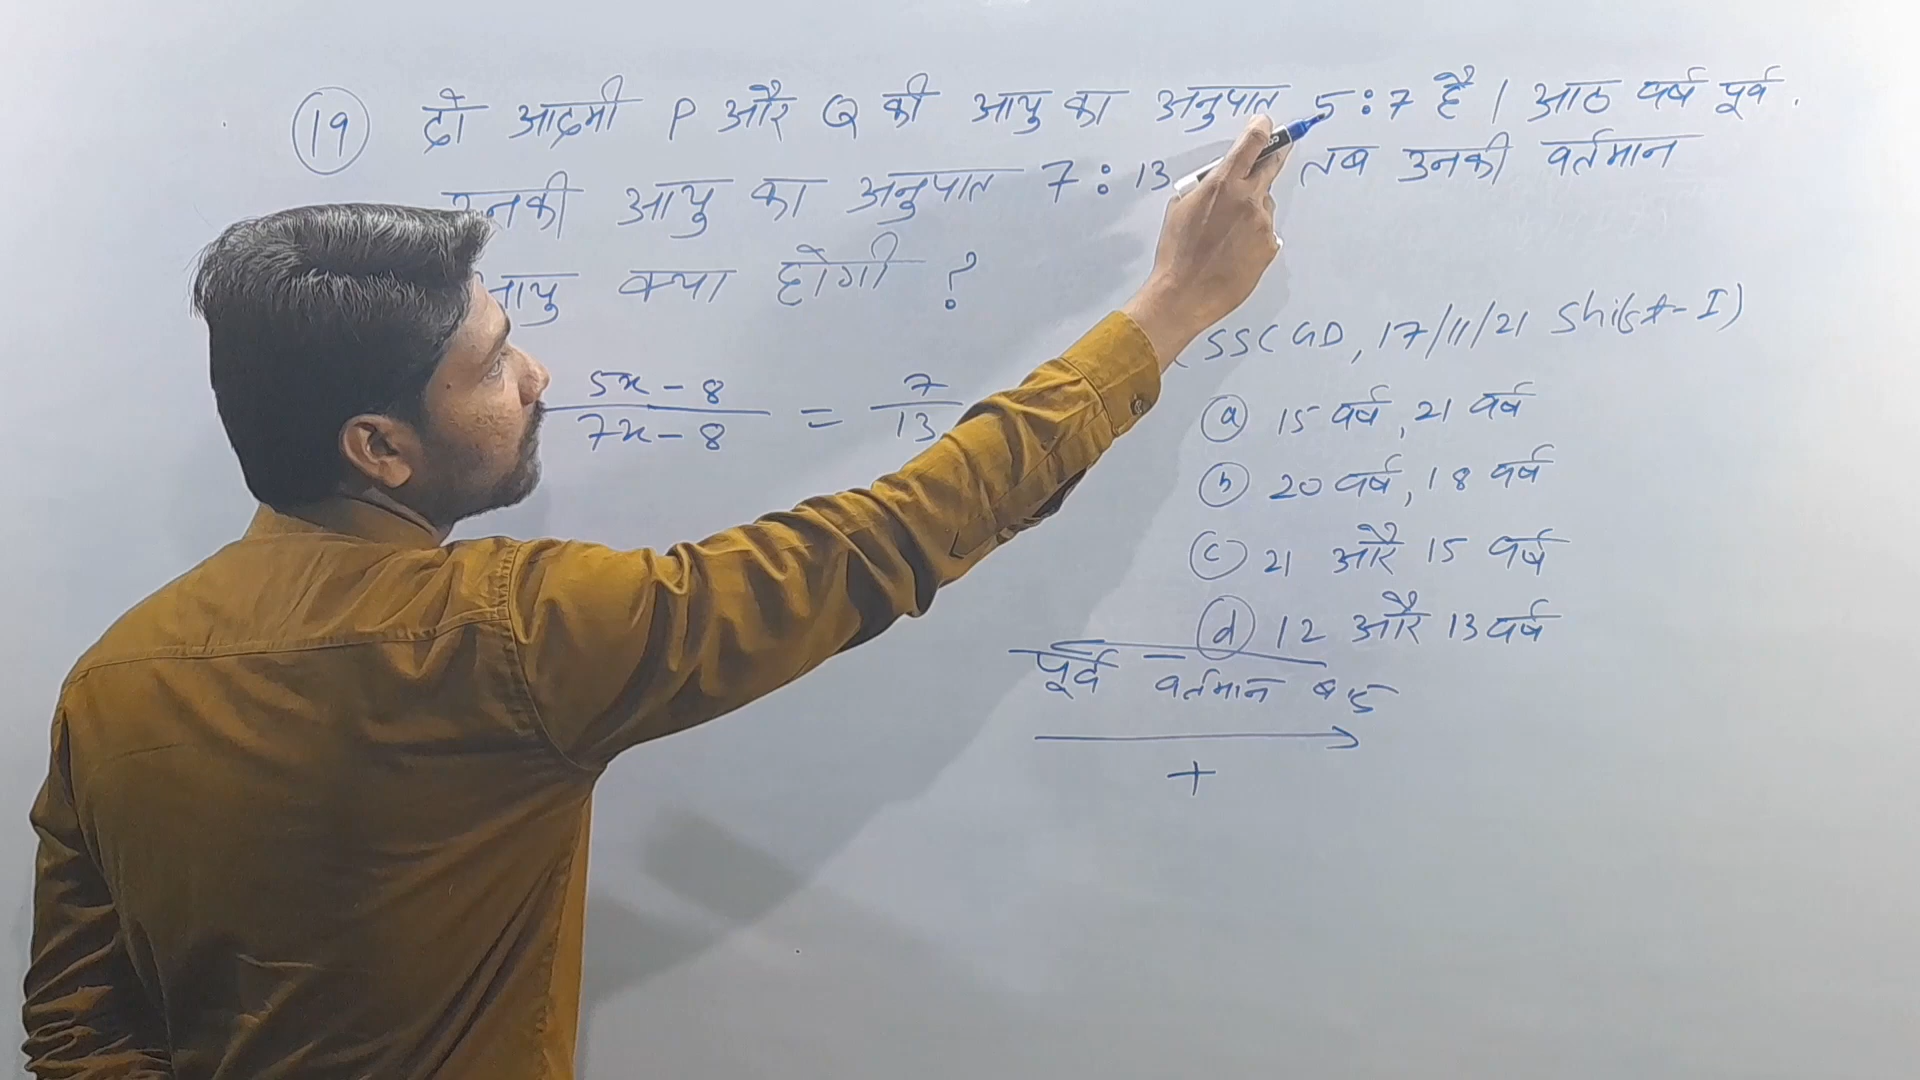 19 दो आदमी P और Q की आयु का अनुपात 5:7 है। आठ वर्ष पूर्व
की आयु का अनुपात 7:13 तब उनकी वर्तमान
क्या होगी ?
(SSC GD, 17/11/21 Shift-I)
5x-8 / 7x-8 = 7/13
(a) 15 वर्ष, 21 वर्ष
(b) 20 वर्ष, 18 वर्ष
(c) 21 और 15 वर्ष
(d) 12 और 13 वर्ष
−
पूर्व वर्तमान बाद
+